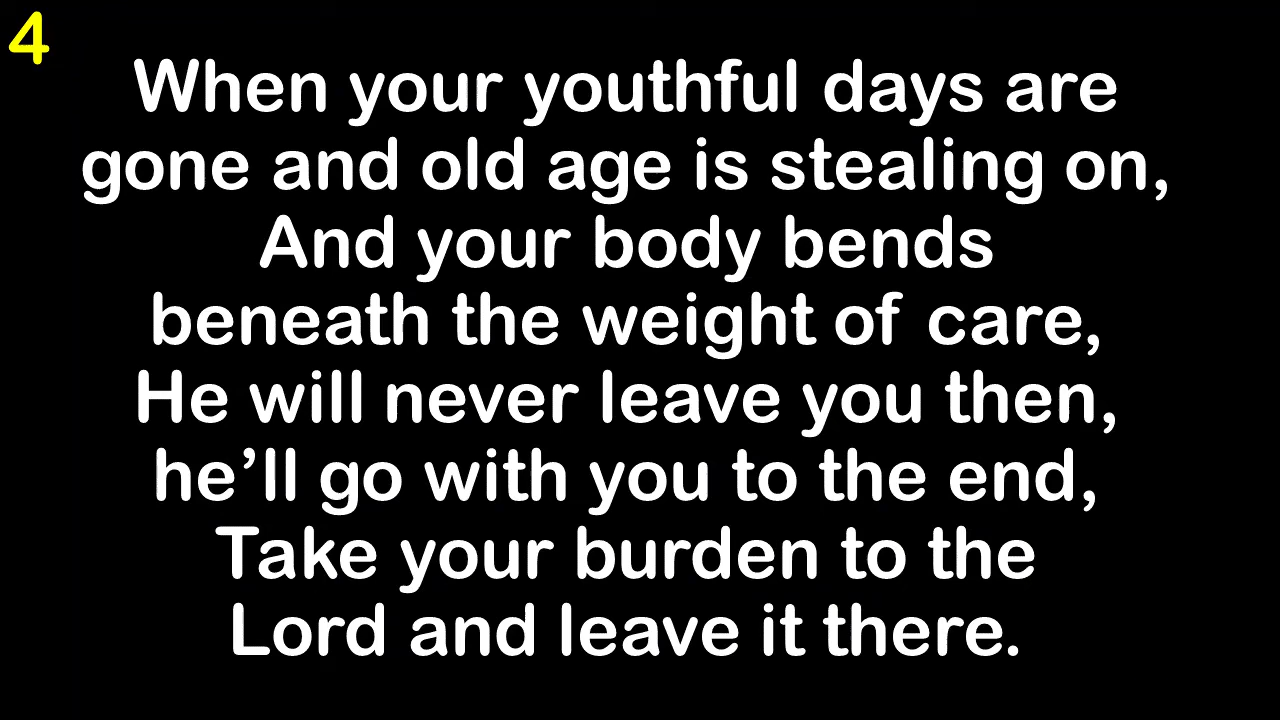 4
When your youthful days are
gone and old age is stealing on,
And your body bends
beneath the weight of care,
He will never leave you then,
he’ll go with you to the end,
Take your burden to the
Lord and leave it there.